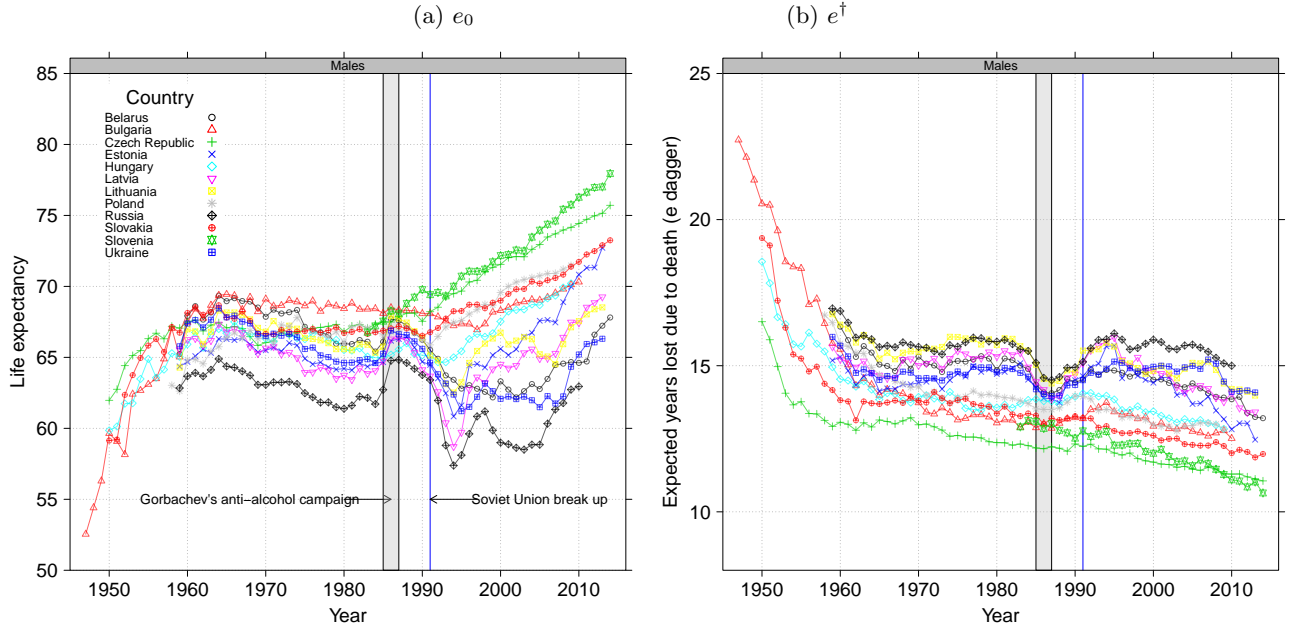 (a) e₀
(b) e†
Males
Life expectancy
85
80
75
70
65
60
55
50
Country
Belarus
Bulgaria
Czech Republic
Estonia
Hungary
Latvia
Lithuania
Poland
Russia
Slovakia
Slovenia
Ukraine
Gorbachev's anti−alcohol campaign
Soviet Union break up
1950 1960 1970 1980 1990 2000 2010
Year
Males
Expected years lost due to death (e dagger)
25
20
15
10
1950 1960 1970 1980 1990 2000 2010
Year